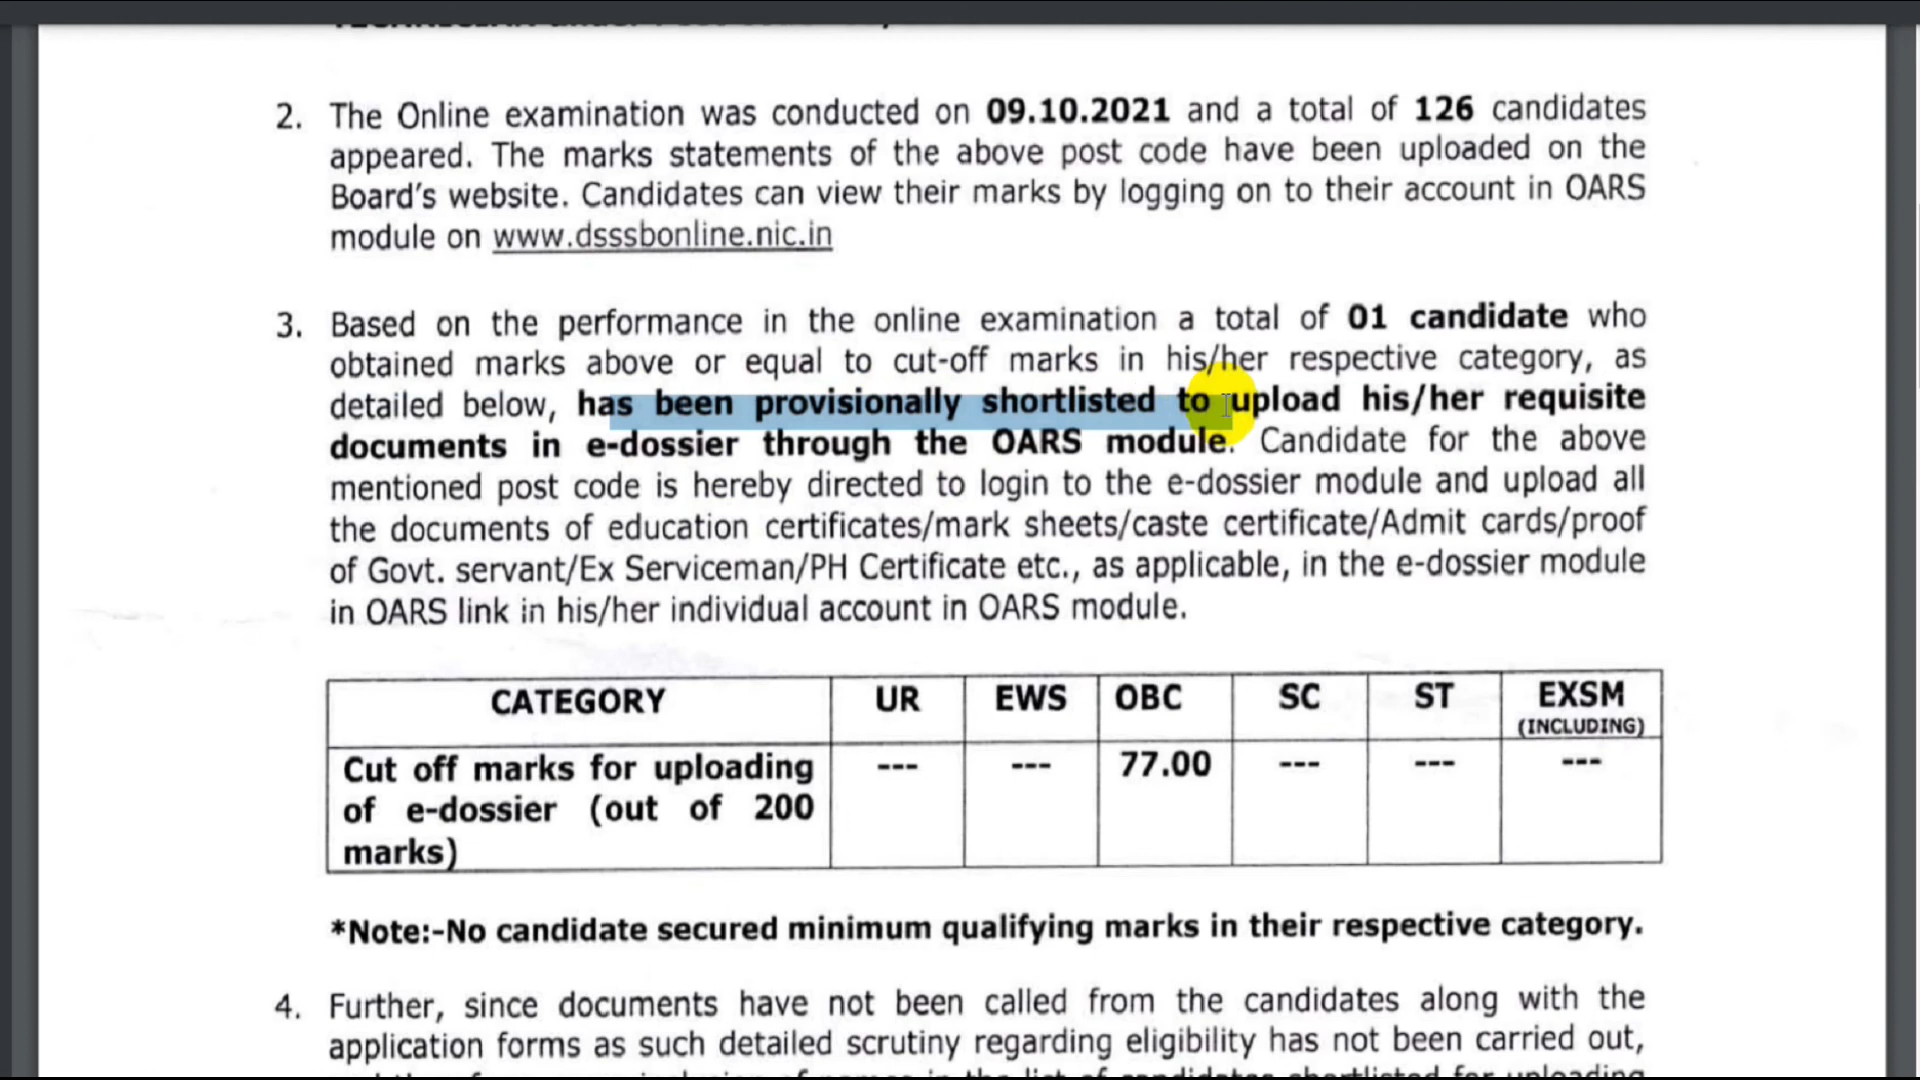 2. The Online examination was conducted on 09.10.2021 and a total of 126 candidates
appeared. The marks statements of the above post code have been uploaded on the
Board's website. Candidates can view their marks by logging on to their account in OARS
module on www.dsssbonline.nic.in
3. Based on the performance in the online examination a total of 01 candidate who
obtained marks above or equal to cut-off marks in his/her respective category, as
detailed below, has been provisionally shortlisted to upload his/her requisite
documents in e-dossier through the OARS module. Candidate for the above
mentioned post code is hereby directed to login to the e-dossier module and upload all
the documents of education certificates/mark sheets/caste certificate/Admit cards/proof
of Govt. servant/Ex Serviceman/PH Certificate etc., as applicable, in the e-dossier module
in OARS link in his/her individual account in OARS module.
CATEGORY UR EWS OBC SC ST EXSM
(INCLUDING)
Cut off marks for uploading --- --- 77.00 --- --- ---
of e-dossier (out of 200
marks)
*Note:-No candidate secured minimum qualifying marks in their respective category.
4. Further, since documents have not been called from the candidates along with the
application forms as such detailed scrutiny regarding eligibility has not been carried out,